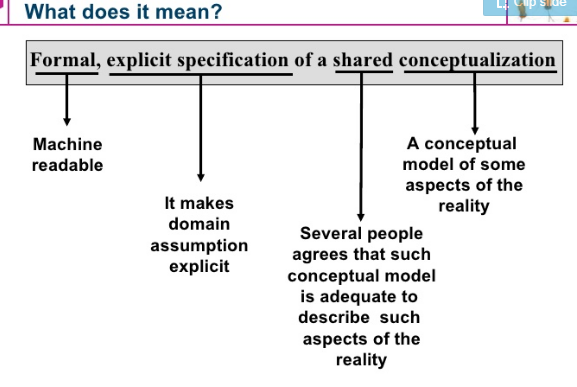 What does it mean?
Clip slide
Formal, explicit specification of a shared conceptualization
Machine
readable
It makes
domain
assumption
explicit
Several people
agrees that such
conceptual model
is adequate to
describe such
aspects of the
reality
A conceptual
model of some
aspects of the
reality